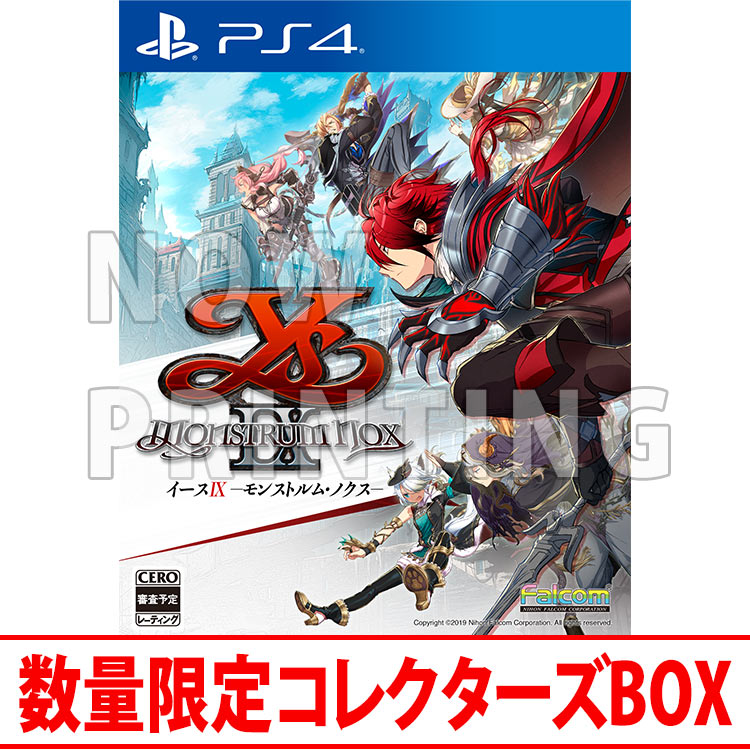 PS4
NOW
PRINTING
Ys
IX
MONSTRUM NOX
イースIX －モンストルム・ノクス－
CERO
審査予定
レーティング
Falcom
NIHON FALCOM CORPORATION
Copyright ©2019 Nihon Falcom Corporation. All rights reserved.
数量限定コレクターズBOX